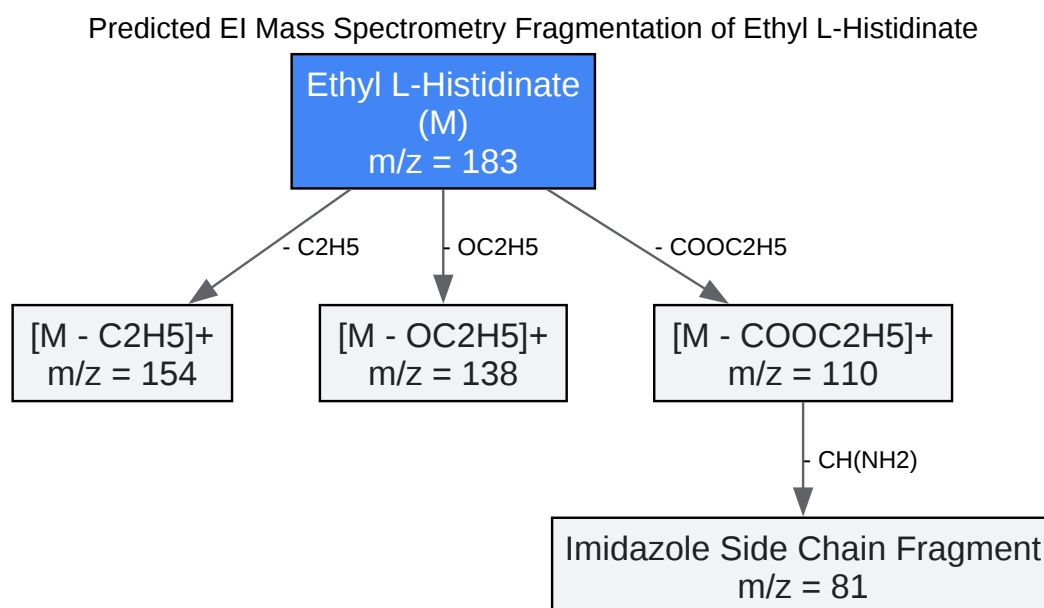 Predicted EI Mass Spectrometry Fragmentation of Ethyl L-Histidinate
Ethyl L-Histidinate
(M)
m/z = 183
- C2H5
- OC2H5
- COOC2H5
[M - C2H5]+
m/z = 154
[M - OC2H5]+
m/z = 138
[M - COOC2H5]+
m/z = 110
- CH(NH2)
Imidazole Side Chain Fragment
m/z = 81